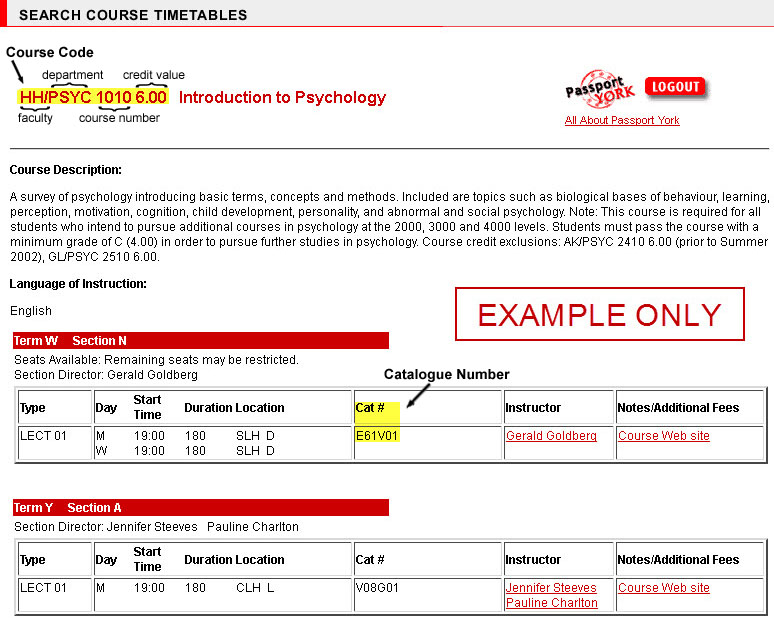 SEARCH COURSE TIMETABLES
Course Code
department credit value
HH/PSYC 1010 6.00 Introduction to Psychology
faculty course number
Passport YORK
LOGOUT
All About Passport York
Course Description:
A survey of psychology introducing basic terms, concepts and methods. Included are topics such as biological bases of behaviour, learning,
perception, motivation, cognition, child development, personality, and abnormal and social psychology. Note: This course is required for all
students who intend to pursue additional courses in psychology at the 2000, 3000 and 4000 levels. Students must pass the course with a
minimum grade of C (4.00) in order to pursue further studies in psychology. Course credit exclusions: AK/PSYC 2410 6.00 (prior to Summer
2002), GL/PSYC 2510 6.00.
Language of Instruction:
English
EXAMPLE ONLY
Term W Section N
Seats Available: Remaining seats may be restricted.
Section Director: Gerald Goldberg
Catalogue Number
Type Day Start Time Duration Location Cat # Instructor Notes/Additional Fees
LECT 01 M 19:00 180 SLH D E61V01 Gerald Goldberg Course Web site
W 19:00 180 SLH D
Term Y Section A
Section Director: Jennifer Steeves Pauline Charlton
Type Day Start Time Duration Location Cat # Instructor Notes/Additional Fees
LECT 01 M 19:00 180 CLH L V08G01 Jennifer Steeves Course Web site
Pauline Charlton